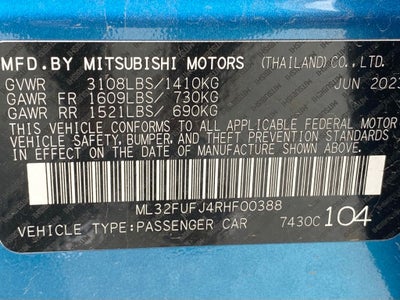 MFD.BY MITSUBISHI MOTORS (THAILAND)CO.,LTD.
GVWR 3108LBS/1410KG JUN 2023
GAWR FR 1609LBS/ 730KG
GAWR RR 1521LBS/ 690KG
THIS VEHICLE CONFORMS TO ALL APPLICABLE FEDERAL MOTOR
VEHICLE SAFETY, BUMPER, AND THEFT PREVENTION STANDARDS
IN EFFECT ON THE DATE OF MANUFACTURE SHOWN ABOVE.
ML32FUFJ4RHF00388
VEHICLE TYPE:PASSENGER CAR 7430C 104